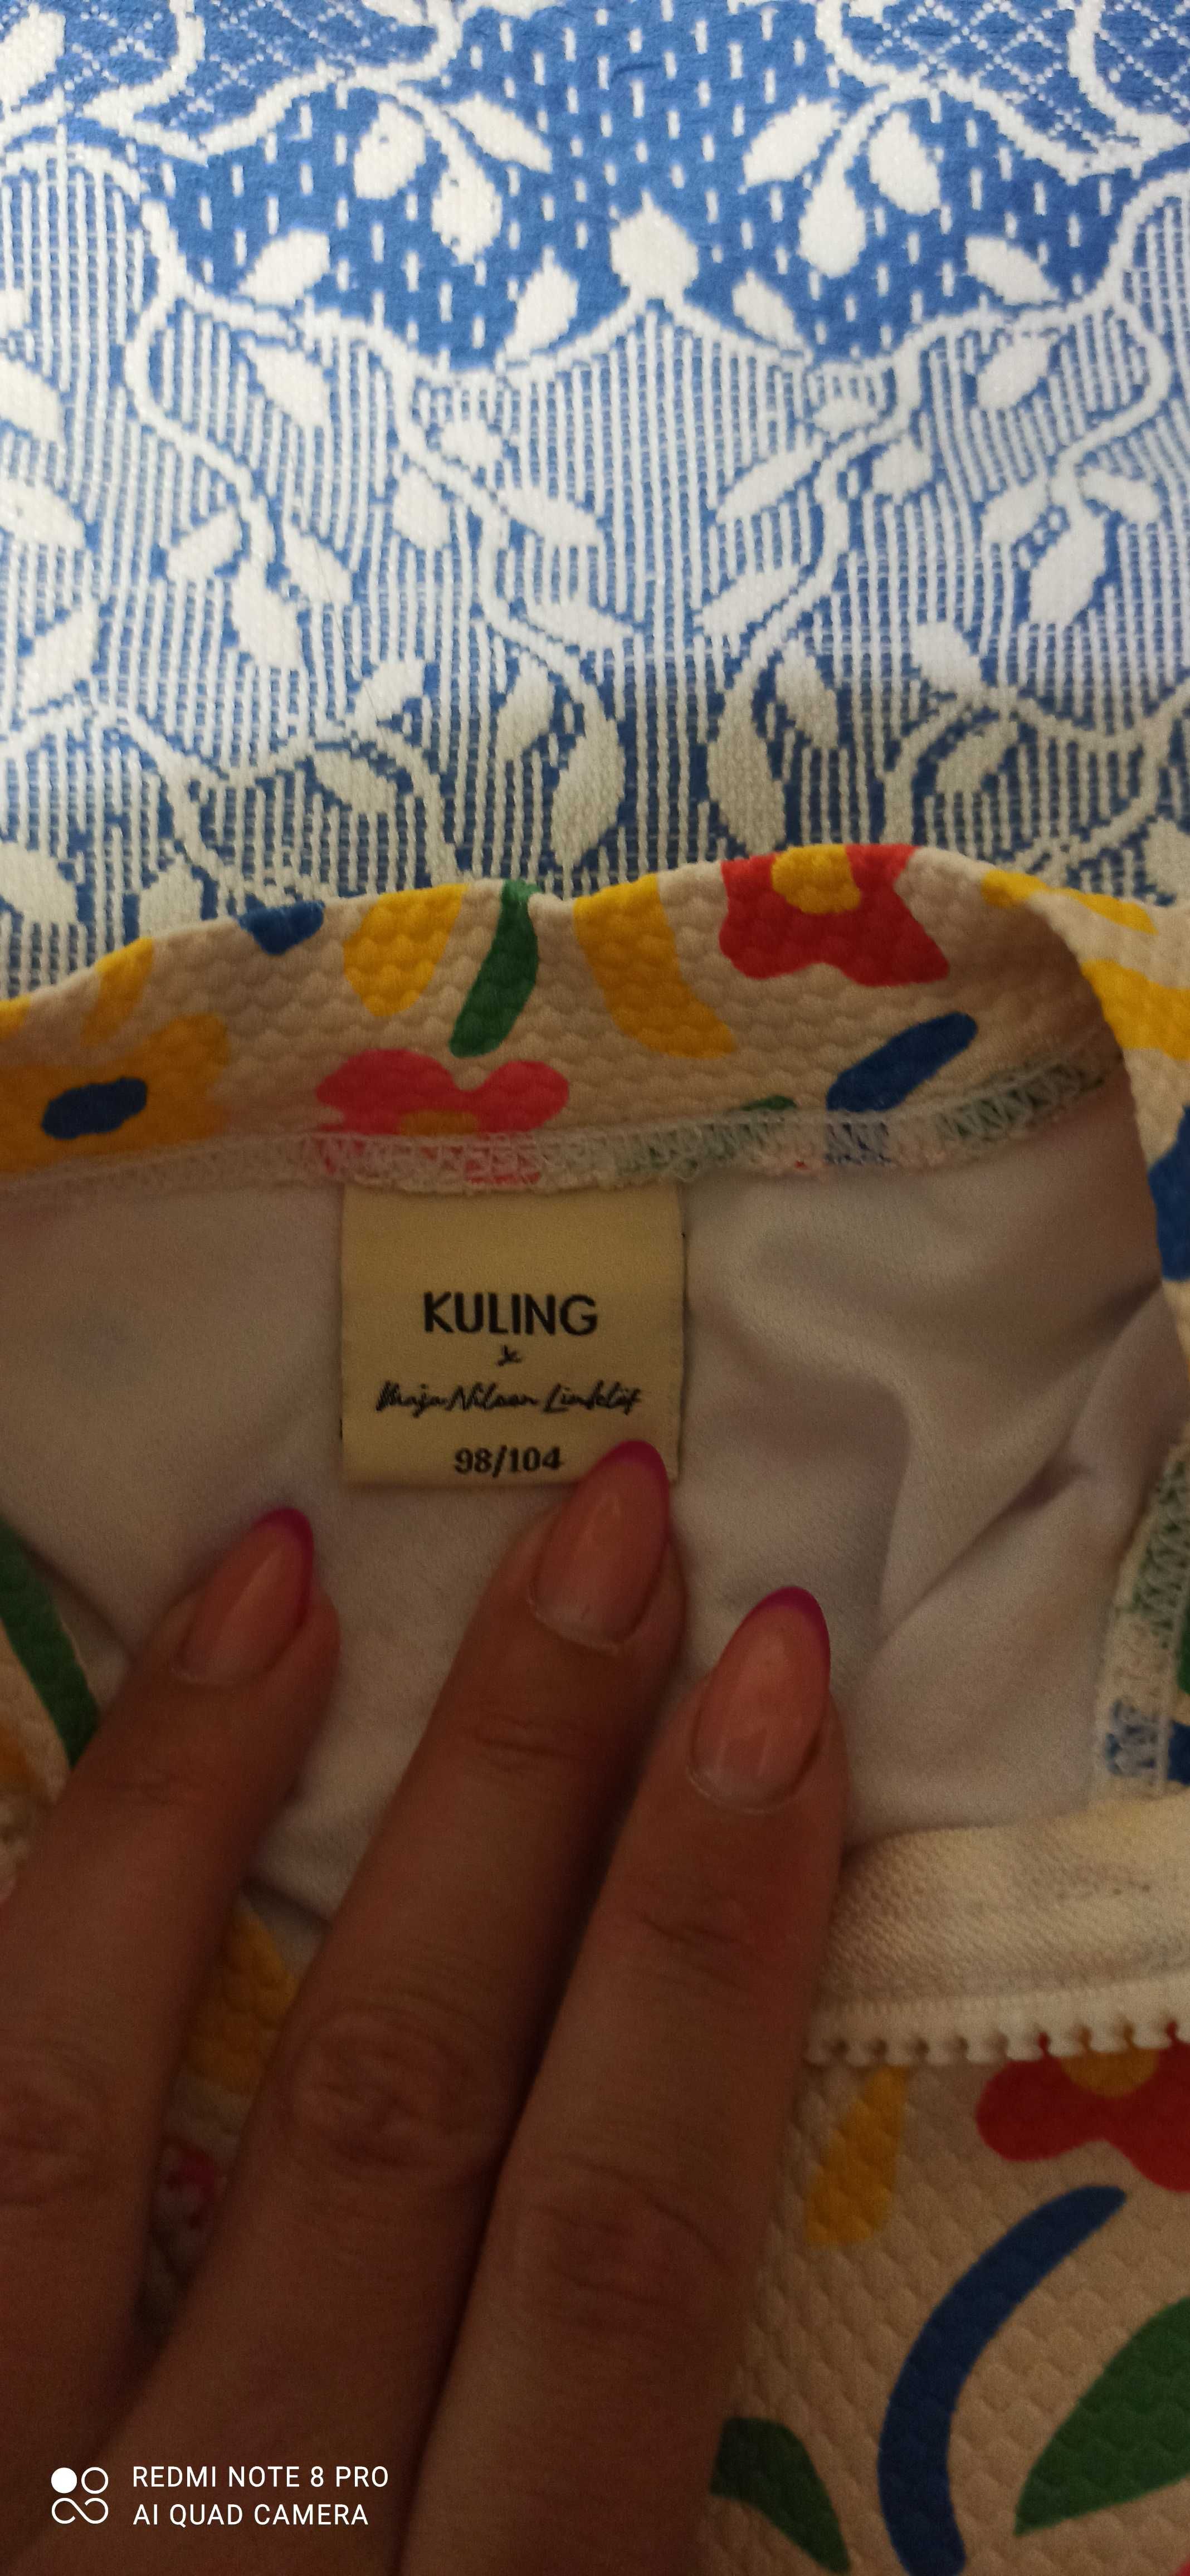 KULING
x
Maja Nilsson Lindelöf
98/104
REDMI NOTE 8 PRO
AI QUAD CAMERA